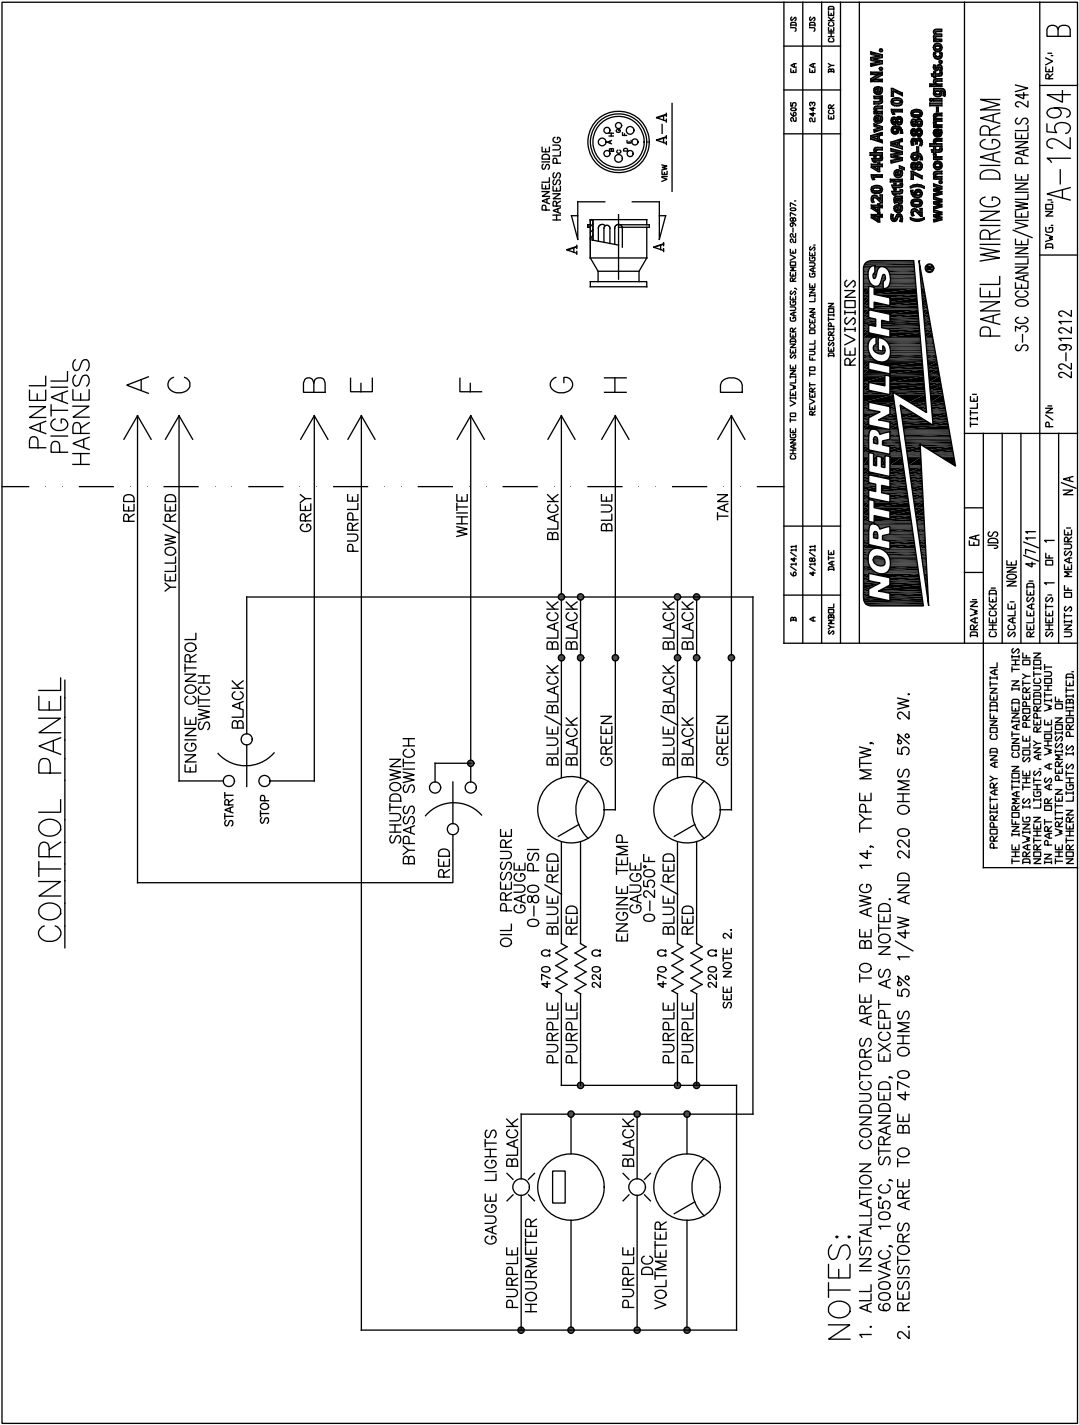 CONTROL PANEL
PANEL
PIGTAIL
HARNESS
RED
A
YELLOW/RED
C
GREY
B
PURPLE
E
WHITE
F
BLACK
G
BLUE
H
TAN
D
ENGINE CONTROL
SWITCH
BLACK
START
STOP
SHUTDOWN
BYPASS SWITCH
RED
OIL PRESSURE
GAUGE
0-80 PSI
PURPLE
470 Ω
BLUE/RED
BLUE/BLACK
BLACK
PURPLE
220 Ω
RED
BLACK
BLACK
GREEN
ENGINE TEMP
GAUGE
0-250°F
PURPLE
470 Ω
BLUE/RED
BLUE/BLACK
BLACK
PURPLE
220 Ω
RED
BLACK
BLACK
GREEN
SEE NOTE 2.
GAUGE LIGHTS
PURPLE
BLACK
HOURMETER
PURPLE
BLACK
DC
VOLTMETER
PANEL SIDE
HARNESS PLUG
A
A
VIEW A-A
NOTES:
1. ALL INSTALLATION CONDUCTORS ARE TO BE AWG 14, TYPE MTW,
600VAC, 105°C, STRANDED, EXCEPT AS NOTED.
2. RESISTORS ARE TO BE 470 OHMS 5% 1/4W AND 220 OHMS 5% 2W.
B 6/14/11 CHANGE TO VIEWLINE SENDER GAUGES, REMOVE 22-98707. 2605 EA JDS
A 4/18/11 REVERT TO FULL OCEAN LINE GAUGES. 2443 EA JDS
SYMBOL DATE DESCRIPTION ECR BY CHECKED
REVISIONS
NORTHERN LIGHTS ®
4420 14th Avenue N.W.
Seattle, WA 98107
(206) 789-3880
www.northern-lights.com
PROPRIETARY AND CONFIDENTIAL
THE INFORMATION CONTAINED IN THIS
DRAWING IS THE SOLE PROPERTY OF
NORTHEN LIGHTS. ANY REPRODUCTION
IN PART OR AS A WHOLE WITHOUT
THE WRITTEN PERMISSION OF
NORTHERN LIGHTS IS PROHIBITED.
DRAWN: EA
CHECKED: JDS
SCALE: NONE
RELEASED: 4/7/11
SHEETS: 1 OF 1
UNITS OF MEASURE: N/A
TITLE:
PANEL WIRING DIAGRAM
S-3C OCEANLINE/VIEWLINE PANELS 24V
P/N: 22-91212
DWG. NO.: A-12594
REV.: B